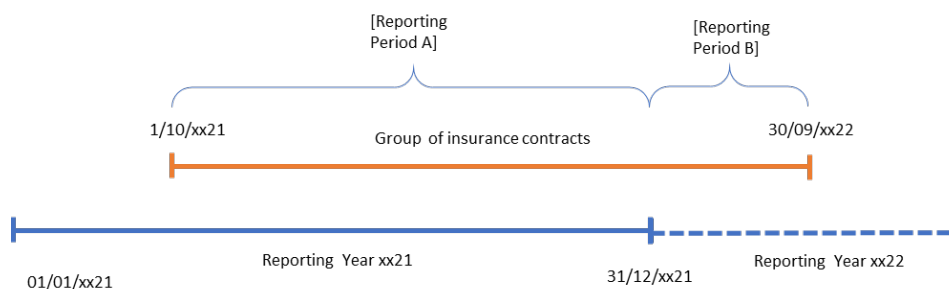 [Reporting
Period A]
[Reporting
Period B]
1/10/xx21
30/09/xx22
Group of insurance contracts
Reporting Year xx21
Reporting Year xx22
01/01/xx21
31/12/xx21